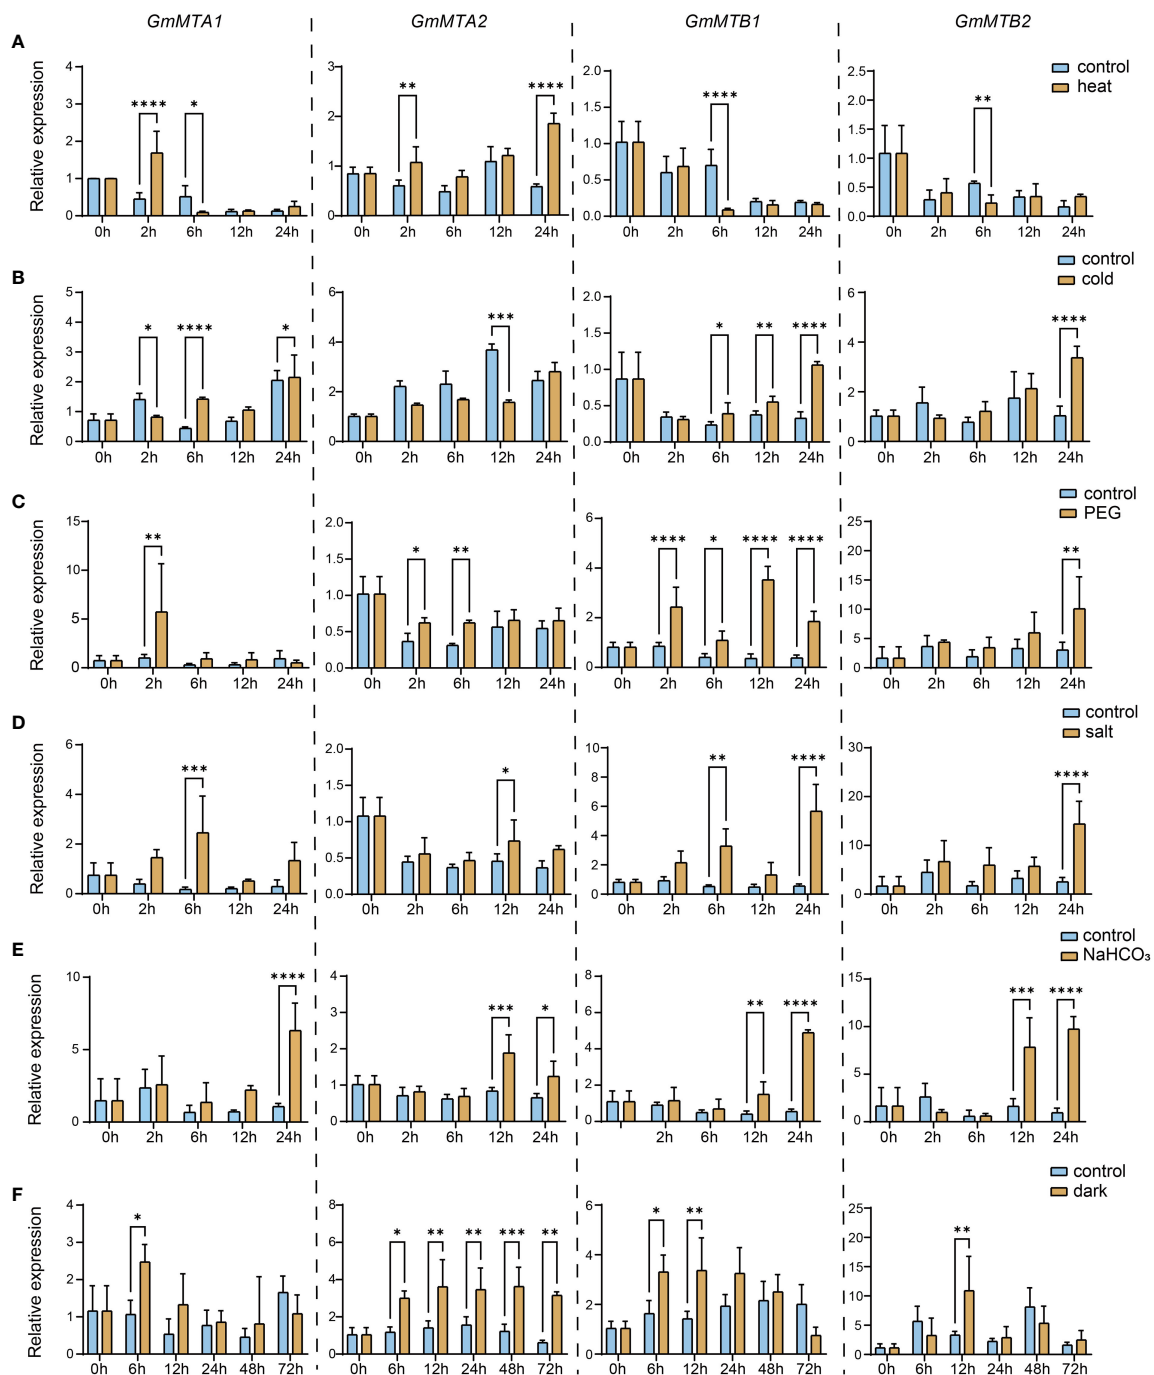 GmMTA1 GmMTA2 GmMTB1 GmMTB2
A
Relative expression
4 3 2 1 0
**** *
0h 2h 6h 12h 24h
3 2 1 0
** ****
0h 2h 6h 12h 24h
2.0 1.5 1.0 0.5 0.0
****
0h 2h 6h 12h 24h
2.5 2.0 1.5 1.0 0.5 0.0
**
0h 2h 6h 12h 24h
control
heat
B
Relative expression
5 4 3 2 1 0
* **** *
0h 2h 6h 12h 24h
6 4 2 0
***
0h 2h 6h 12h 24h
2.0 1.5 1.0 0.5 0.0
* ** ****
0h 2h 6h 12h 24h
6 4 2 0
****
0h 2h 6h 12h 24h
control
cold
C
Relative expression
15 10 5 0
**
0h 2h 6h 12h 24h
2.0 1.5 1.0 0.5 0.0
* **
0h 2h 6h 12h 24h
6 4 2 0
**** * **** ****
0h 2h 6h 12h 24h
25 20 15 10 5 0
**
0h 2h 6h 12h 24h
control
PEG
D
Relative expression
6 4 2 0
***
0h 2h 6h 12h 24h
2.0 1.5 1.0 0.5 0.0
*
0h 2h 6h 12h 24h
10 8 6 4 2 0
** ****
0h 2h 6h 12h 24h
30 20 10 0
****
0h 2h 6h 12h 24h
control
salt
E
Relative expression
10 5 0
****
0h 2h 6h 12h 24h
4 3 2 1 0
*** *
0h 2h 6h 12h 24h
8 6 4 2 0
** ****
2h 6h 12h 24h
15 10 5 0
*** ****
0h 2h 6h 12h 24h
control
NaHCO₃
F
Relative expression
4 3 2 1 0
*
0h 6h 12h 24h 48h 72h
8 6 4 2 0
* ** ** *** **
0h 6h 12h 24h 48h 72h
6 4 2 0
* **
0h 6h 12h 24h 48h 72h
25 20 15 10 5 0
**
0h 6h 12h 24h 48h 72h
control
dark